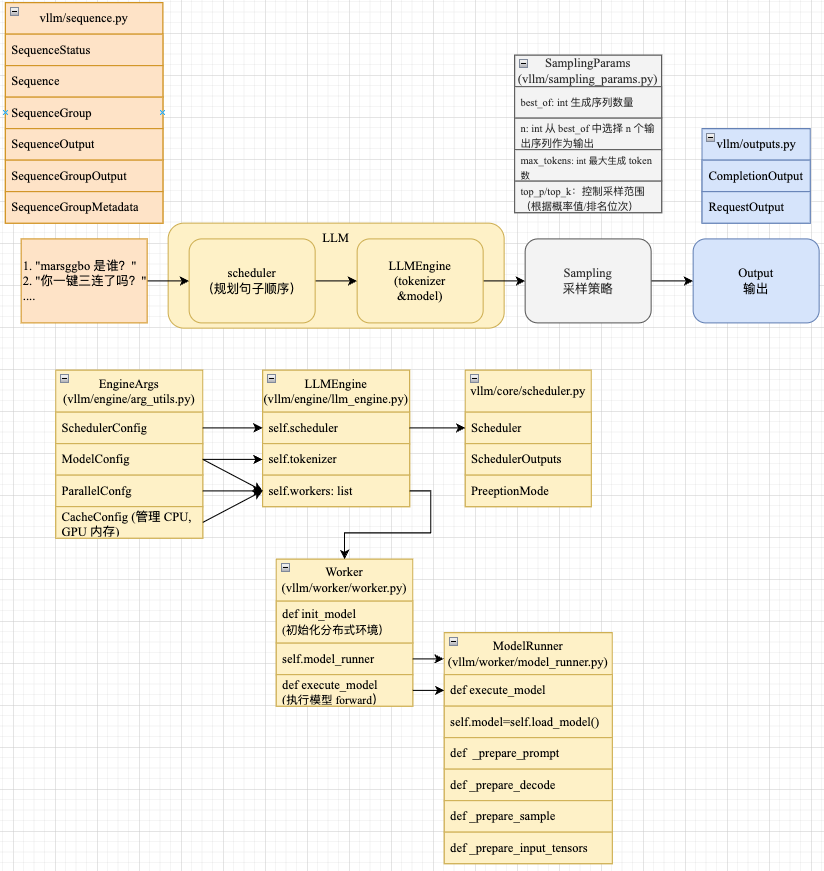 vllm/sequence.py
SequenceStatus
Sequence
SequenceGroup
SequenceOutput
SequenceGroupOutput
SequenceGroupMetadata
SamplingParams
(vllm/sampling_params.py)
best_of: int 生成序列数量
n: int 从 best_of 中选择 n 个输
出序列作为输出
max_tokens: int 最大生成 token
数
top_p/top_k：控制采样范围
（根据概率值/排名位次）
vllm/outputs.py
CompletionOutput
RequestOutput
1. "marsggbo 是谁？"
2. "你一键三连了吗？"
....
LLM
scheduler
（规划句子顺序）
LLMEngine
(tokenizer
&model)
Sampling
采样策略
Output
输出
EngineArgs
(vllm/engine/arg_utils.py)
SchedulerConfig
ModelConfig
ParallelConfg
CacheConfig (管理 CPU,
GPU 内存)
LLMEngine
(vllm/engine/llm_engine.py)
self.scheduler
self.tokenizer
self.workers: list
vllm/core/scheduler.py
Scheduler
SchedulerOutputs
PreeptionMode
Worker
(vllm/worker/worker.py)
def init_model
(初始化分布式环境）
self.model_runner
def execute_model
(执行模型 forward）
ModelRunner
(vllm/worker/model_runner.py)
def execute_model
self.model=self.load_model()
def _prepare_prompt
def _prepare_decode
def _prepare_sample
def _prepare_input_tensors